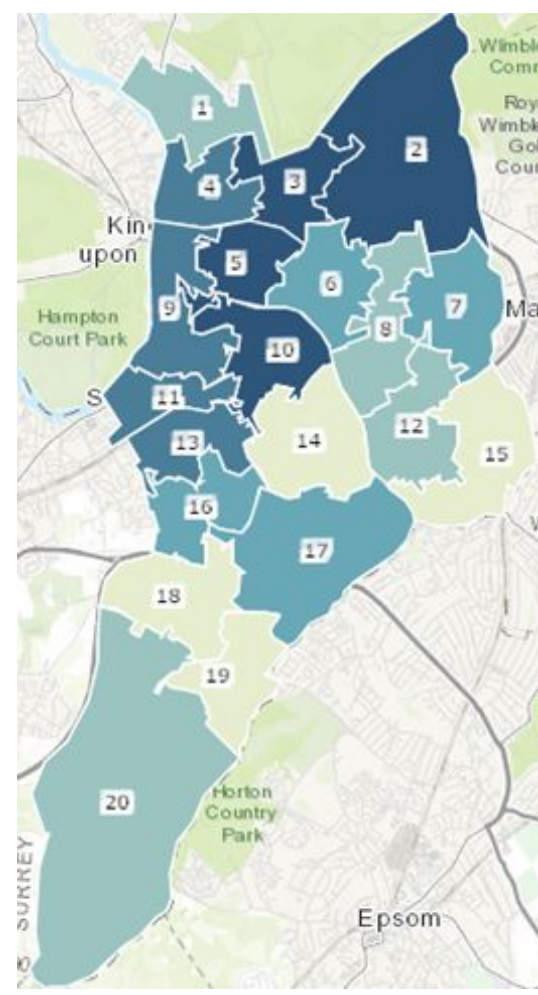 Wimble
Comm
Roy
Wimble
Gol
Cour
1
2
3
4
Kin
upon
5
6
7
Ma
Hampton
Court Park
9
8
10
S
11
12
13
14
15
16
17
18
19
20
Horton
Country
Park
SURREY
Epsom